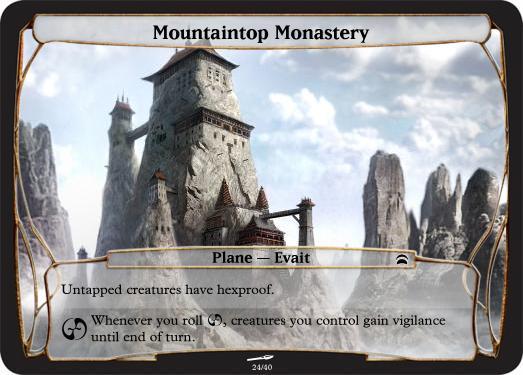 Mountaintop Monastery
Plane — Evait
Untapped creatures have hexproof.
Whenever you roll , creatures you control gain vigilance
until end of turn.
24/40